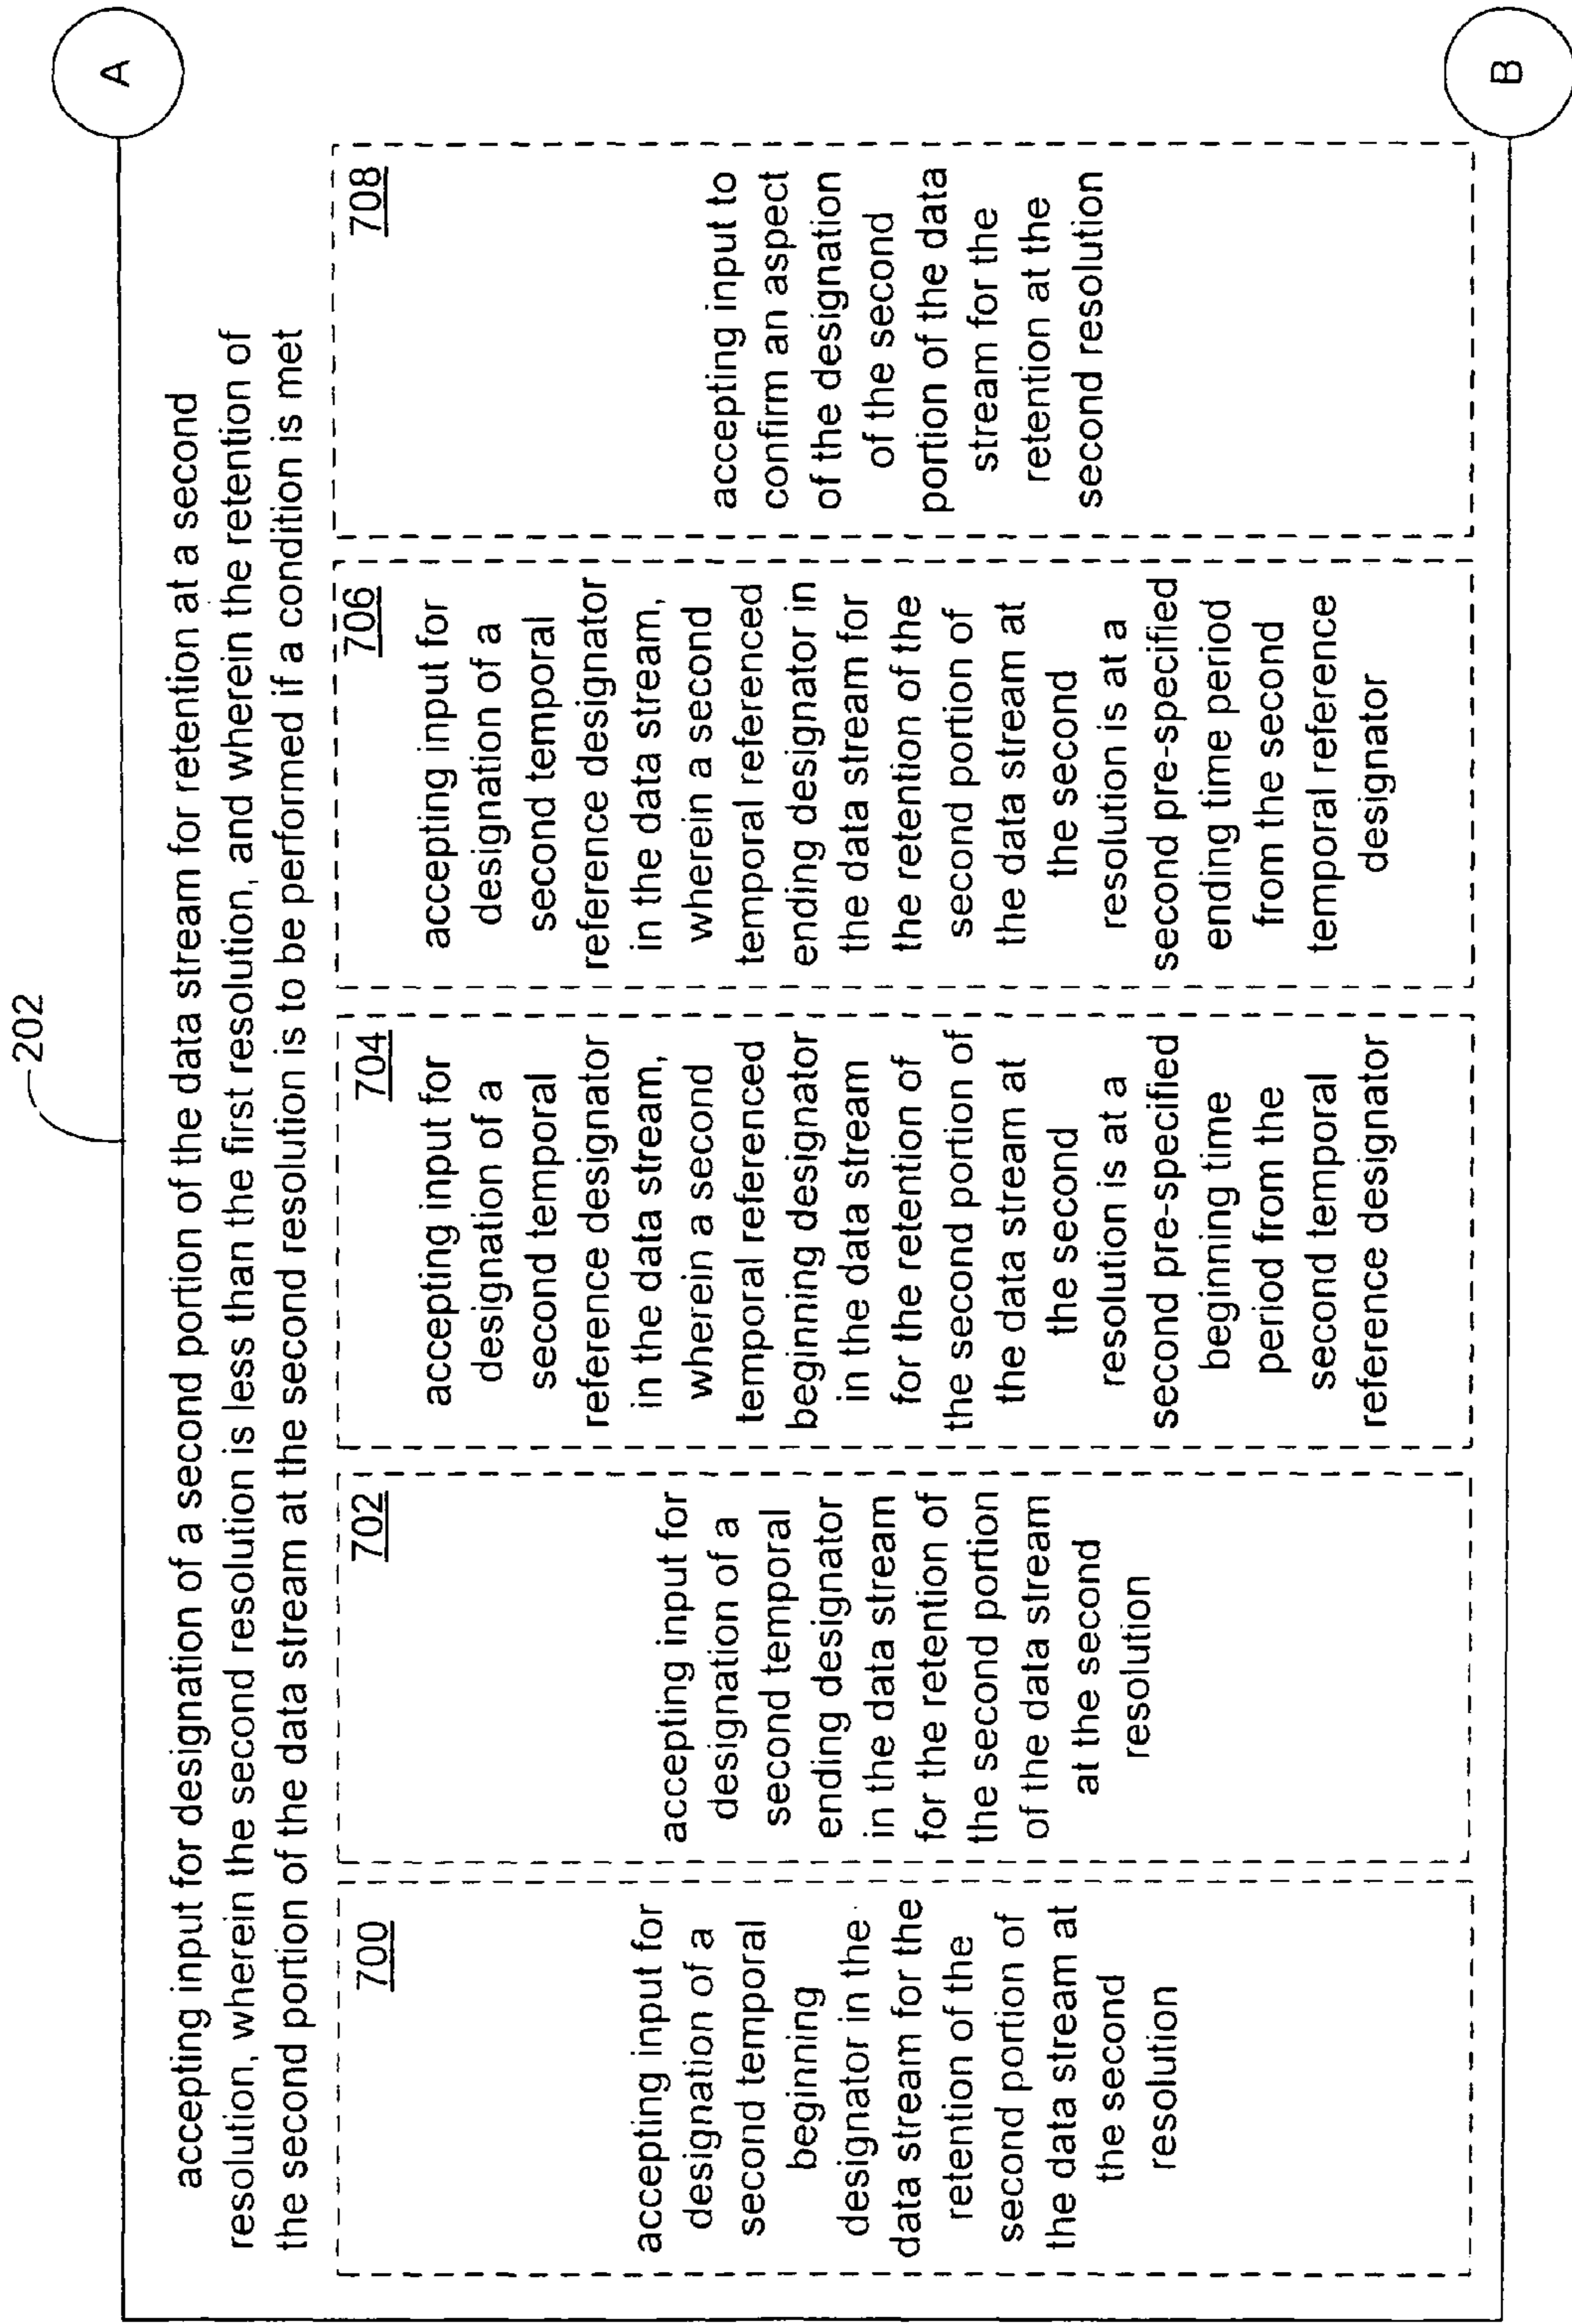 202
A
accepting input for designation of a second portion of the data stream for retention at a second
resolution, wherein the second resolution is less than the first resolution, and wherein the retention of
the second portion of the data stream at the second resolution is to be performed if a condition is met
700
accepting input for
designation of a
second temporal
beginning
designator in the
data stream for the
retention of the
second portion of
the data stream at
the second
resolution
702
accepting input for
designation of a
second temporal
ending designator
in the data stream
for the retention of
the second portion
of the data stream
at the second
resolution
704
accepting input for
designation of a
second temporal
reference designator
in the data stream,
wherein a second
temporal referenced
beginning designator
in the data stream
for the retention of
the second portion of
the data stream at
the second
resolution is at a
second pre-specified
beginning time
period from the
second temporal
reference designator
706
accepting input for
designation of a
second temporal
reference designator
in the data stream,
wherein a second
temporal referenced
ending designator in
the data stream for
the retention of the
second portion of
the data stream at
the second
resolution is at a
second pre-specified
ending time period
from the second
temporal reference
designator
708
accepting input to
confirm an aspect
of the designation
of the second
portion of the data
stream for the
retention at the
second resolution
B